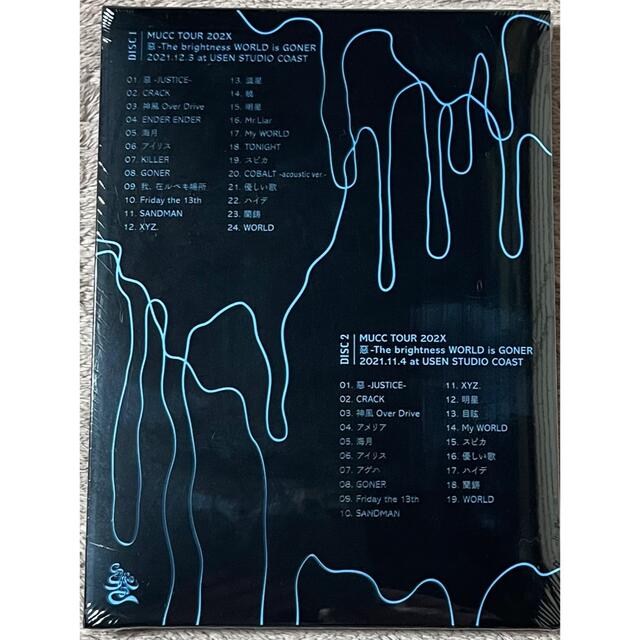 DISC 1
MUCC TOUR 202X
惡-The brightness WORLD is GONER
2021.12.3 at USEN STUDIO COAST
01. 惡 -JUSTICE-
02. CRACK
03. 神風 Over Drive
04. ENDER ENDER
05. 海月
06. アイリス
07. KILLEЯ
08. GONER
09. 我、在ルベキ場所
10. Friday the 13th
11. SANDMAN
12. XYZ.
13. 流星
14. 暁
15. 明星
16. Mr.Liar
17. My WORLD
18. TONIGHT
19. スピカ
20. COBALT -acoustic ver.-
21. 優しい歌
22. ハイデ
23. 蘭鋳
24. WORLD
DISC 2
MUCC TOUR 202X
惡-The brightness WORLD is GONER
2021.11.4 at USEN STUDIO COAST
01. 惡 -JUSTICE-
02. CRACK
03. 神風 Over Drive
04. アメリア
05. 海月
06. アイリス
07. アゲハ
08. GONER
09. Friday the 13th
10. SANDMAN
11. XYZ.
12. 明星
13. 目眩
14. My WORLD
15. スピカ
16. 優しい歌
17. ハイデ
18. 蘭鋳
19. WORLD